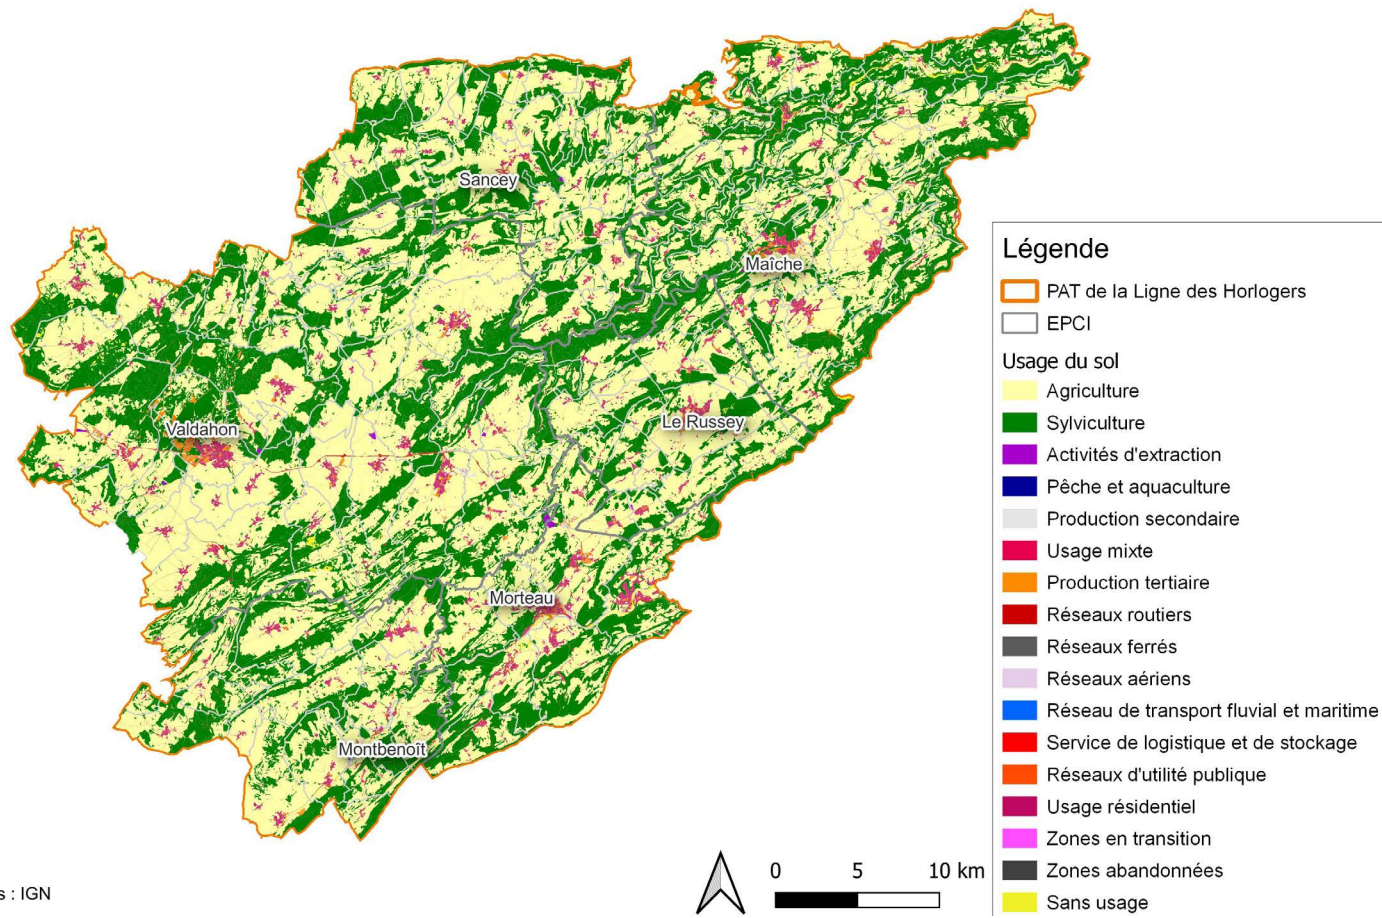 Sancey
Maîche
Valdahon
Le Russey
Morteau
Montbenoît
Légende
PAT de la Ligne des Horlogers
EPCI
Usage du sol
Agriculture
Sylviculture
Activités d'extraction
Pêche et aquaculture
Production secondaire
Usage mixte
Production tertiaire
Réseaux routiers
Réseaux ferrés
Réseaux aériens
Réseau de transport fluvial et maritime
Service de logistique et de stockage
Réseaux d'utilité publique
Usage résidentiel
Zones en transition
Zones abandonnées
Sans usage
0 5 10 km
s : IGN